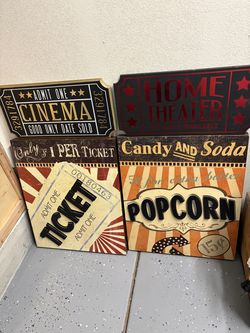 ADMIT ONE
CINEMA
GOOD ONLY DATE SOLD
HOME
THEATER
Only $1 PER TICKET
ADMIT ONE
TICKET
ADMIT ONE
Candy AND Soda
POPCORN
15¢